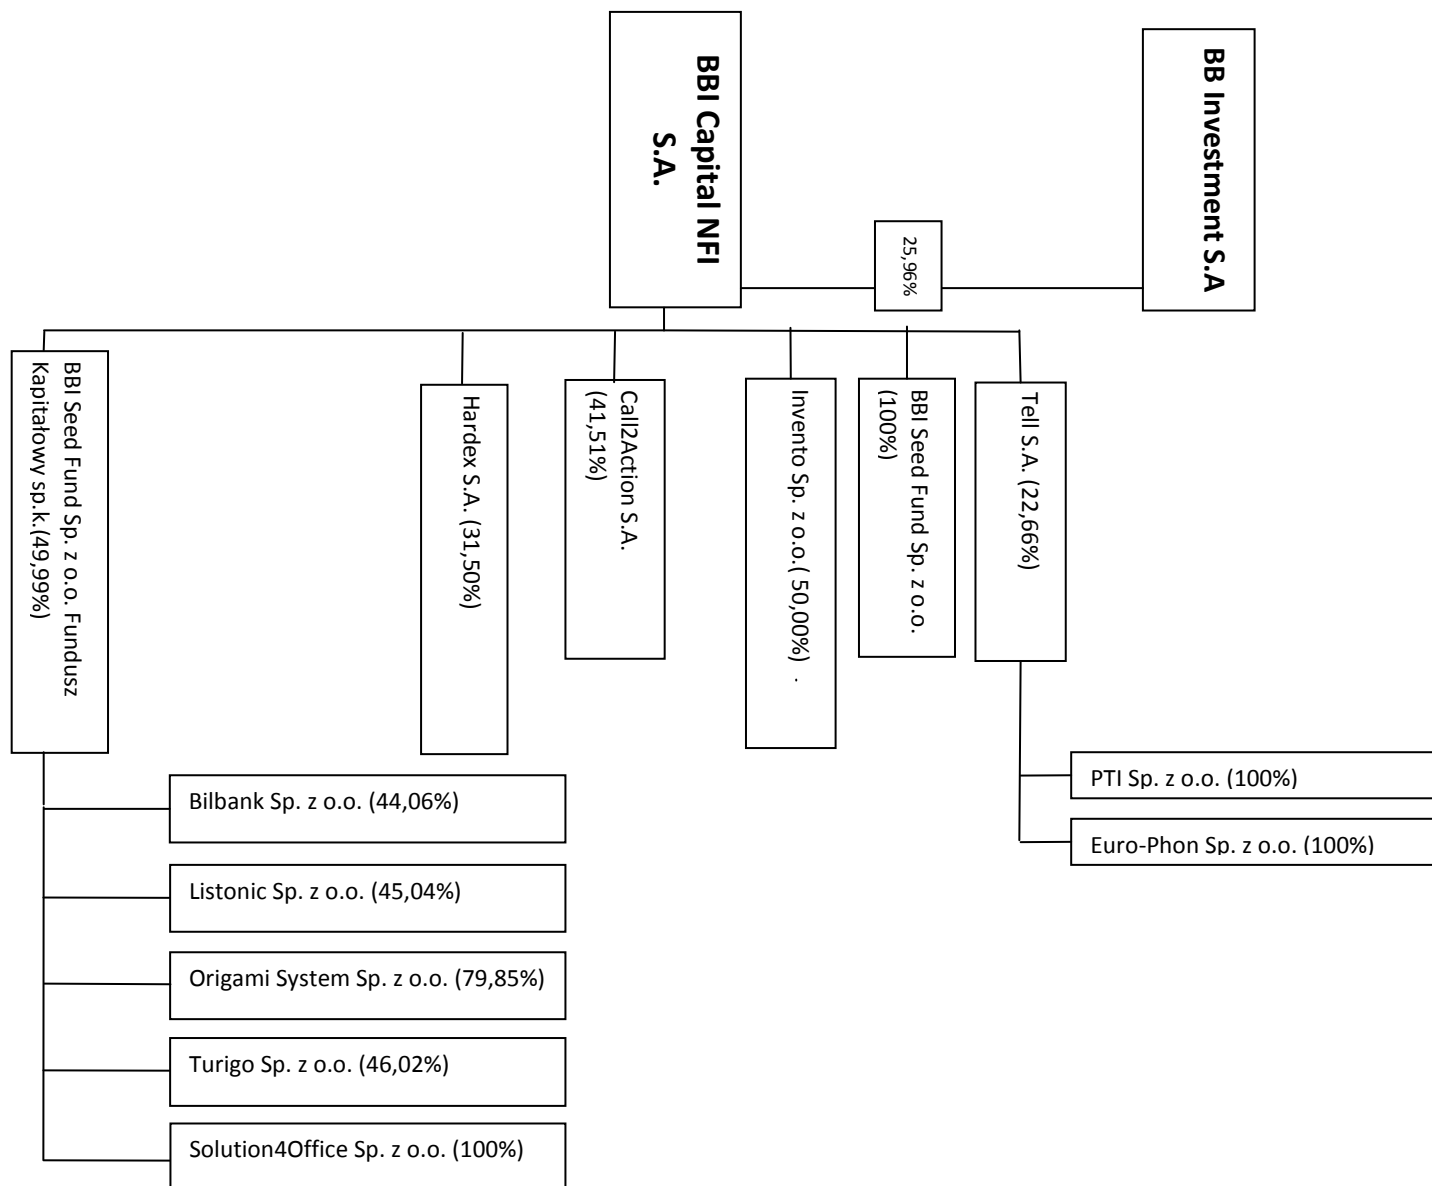 BBI Capital NFI
S.A.
BB Investment S.A
25,96%
BBI Seed Fund Sp. z o.o. Fundusz
Kapitałowy sp.k.(49,99%)
Hardex S.A. (31,50%)
Call2Action S.A.
(41,51%)
Invento Sp. z o.o.( 50,00%) .
BBI Seed Fund Sp. z o.o.
(100%)
Tell S.A. (22,66%)
PTI Sp. z o.o. (100%)
Euro-Phon Sp. z o.o. (100%)
Bilbank Sp. z o.o. (44,06%)
Listonic Sp. z o.o. (45,04%)
Origami System Sp. z o.o. (79,85%)
Turigo Sp. z o.o. (46,02%)
Solution4Office Sp. z o.o. (100%)